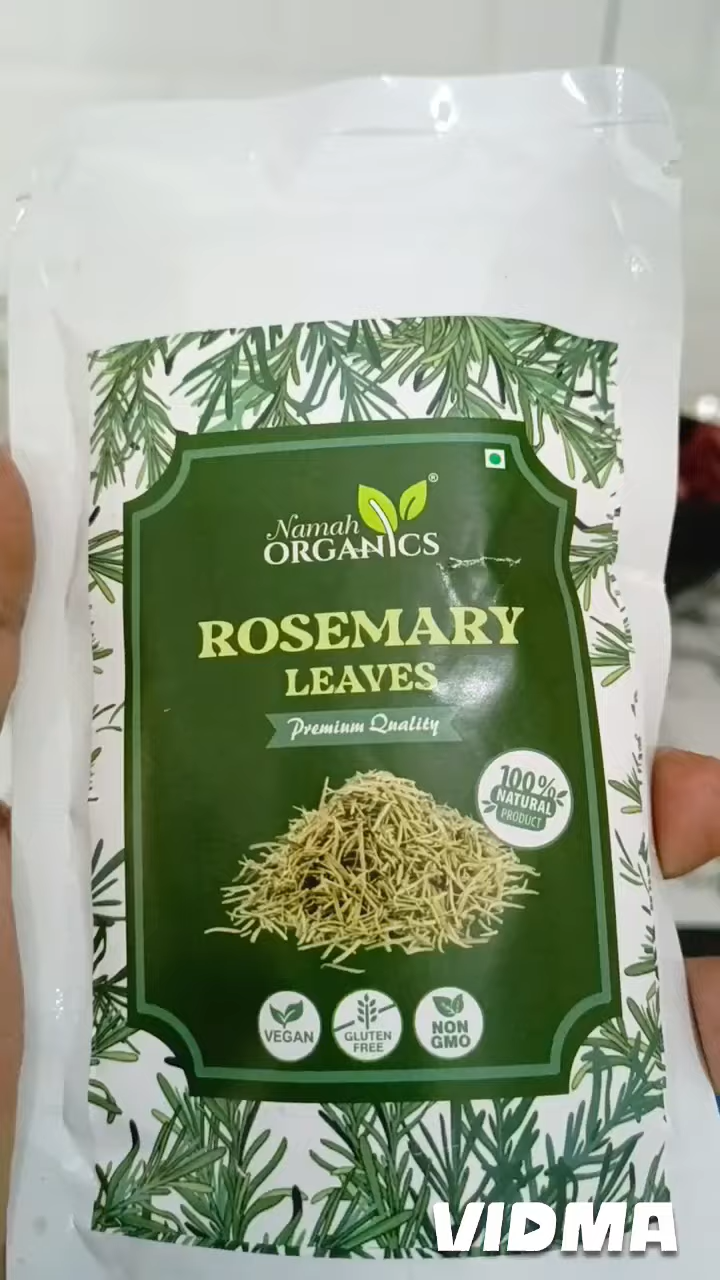 Namah
ORGANICS®
ROSEMARY
LEAVES
Premium Quality
100%
NATURAL
PRODUCT
VEGAN
GLUTEN
FREE
NON
GMO
VIDMA